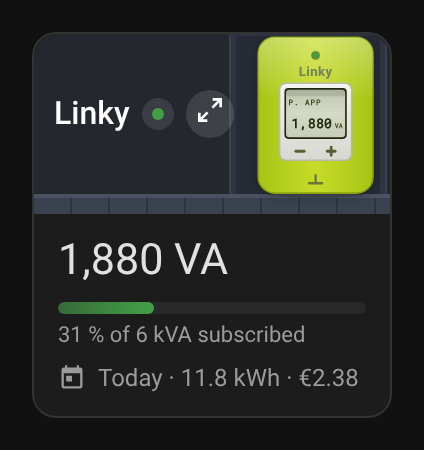 Linky
Linky
P. APP
1,880 VA
1,880 VA
31 % of 6 kVA subscribed
Today · 11.8 kWh · €2.38